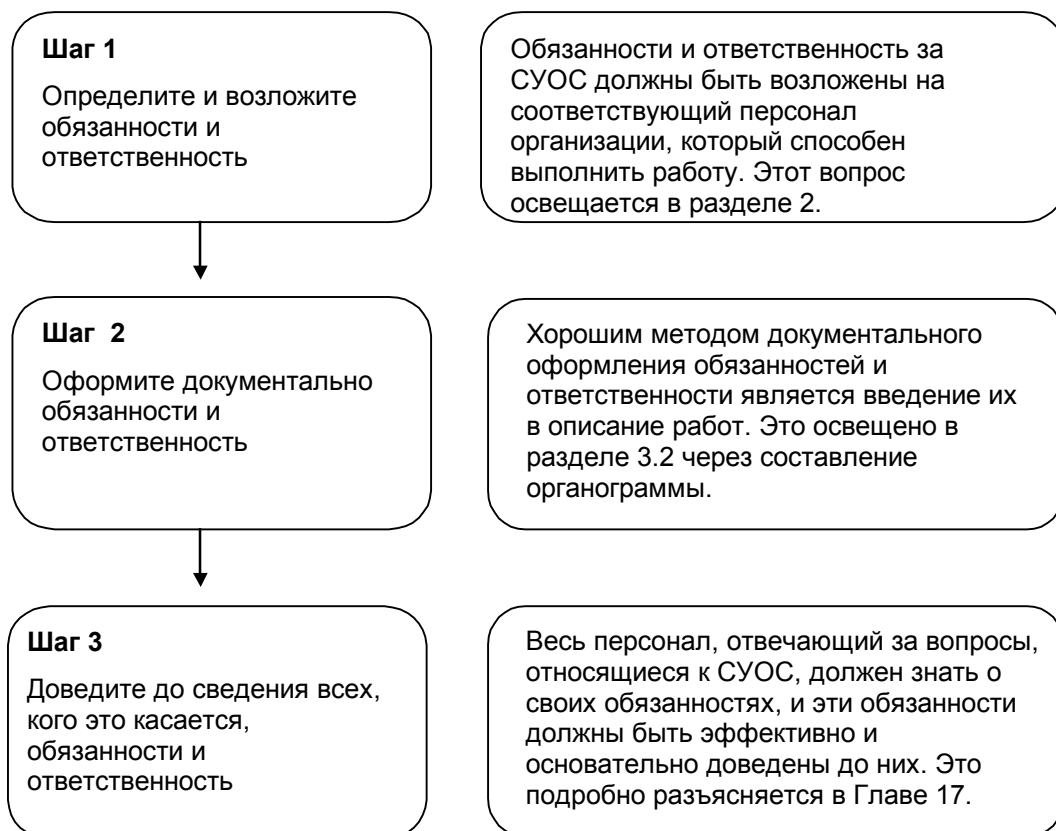 Шаг 1
Определите и возложите
обязанности и
ответственность
Обязанности и ответственность за
СУОС должны быть возложены на
соответствующий персонал
организации, который способен
выполнить работу. Этот вопрос
освещается в разделе 2.
Шаг  2
Оформите документально
обязанности и
ответственность
Хорошим методом документального
оформления обязанностей и
ответственности является введение их
в описание работ. Это освещено в
разделе 3.2 через составление
органограммы.
Шаг 3
Доведите до сведения всех,
кого это касается,
обязанности и
ответственность
Весь персонал, отвечающий за вопросы,
относящиеся к СУОС, должен знать о
своих обязанностях, и эти обязанности
должны быть эффективно и
основательно доведены до них. Это
подробно разъясняется в Главе 17.